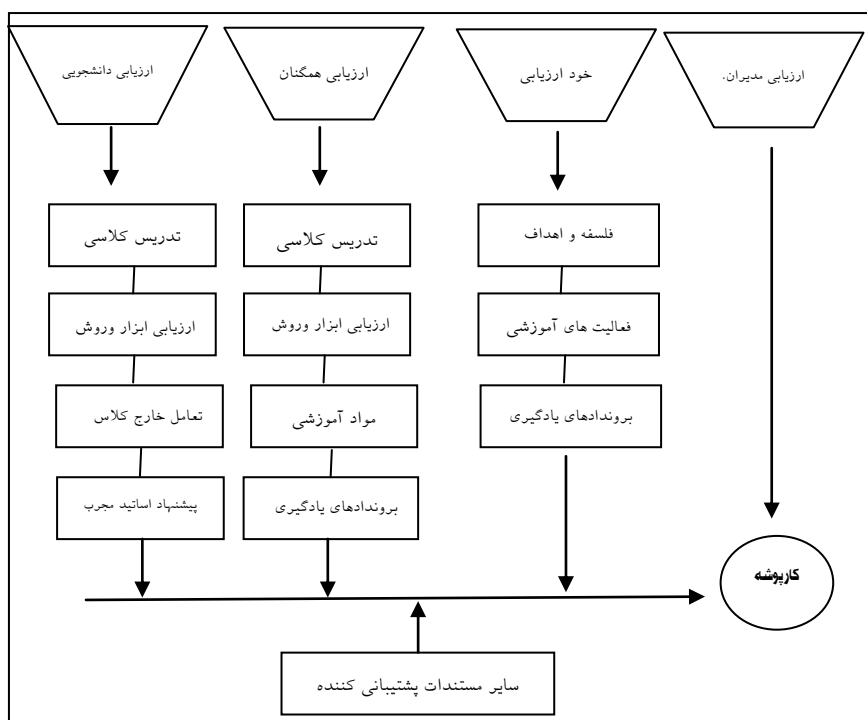 ارزیابی مدیران.
خود ارزیابی
ارزیابی همگنان
ارزیابی دانشجویی
فلسفه و اهداف
تدریس کلاسی
تدریس کلاسی
فعالیت های آموزشی
ارزیابی ابزار وروش
ارزیابی ابزار وروش
بروندادهای یادگیری
مواد آموزشی
تعامل خارج کلاس
بروندادهای یادگیری
پیشنهاد اساتید مجرب
کارپوشه
سایر مستندات پشتیبانی کننده